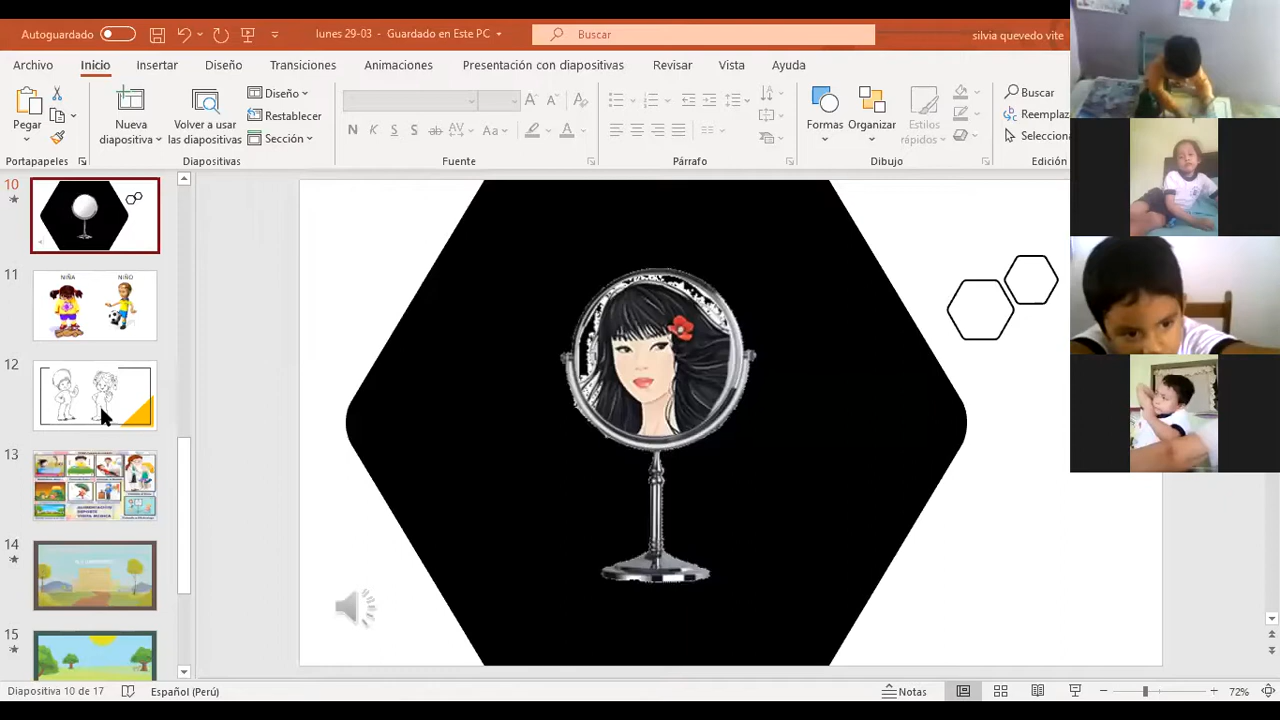 Autoguardado
lunes 29-03 - Guardado en Este PC
Buscar
silvia quevedo vite
Archivo Inicio Insertar Diseño Transiciones Animaciones Presentación con diapositivas Revisar Vista Ayuda
Pegar
Nueva diapositiva
Volver a usar las diapositivas
Diseño
Restablecer
Sección
Formas
Organizar
Estilos rápidos
Buscar
Reemplaz
Selecciona
Portapapeles Diapositivas Fuente Párrafo Dibujo Edición
10
11
NIÑA NIÑO
12
13
14
15
Diapositiva 10 de 17 Español (Perú) Notas 72%